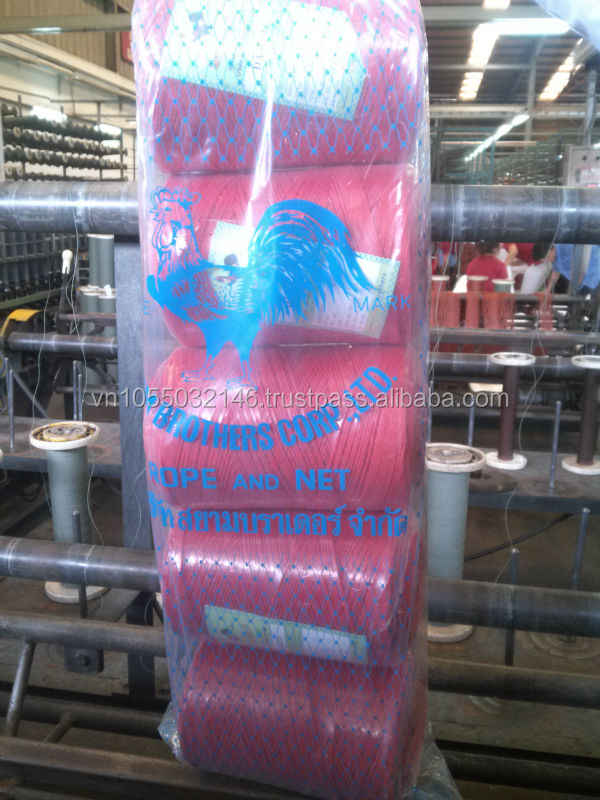 MARK
BROTHERS CORP., LTD.
ROPE AND NET
สยามบราเดอร์ จำกัด
vn1055032146.trustpass.alibaba.com